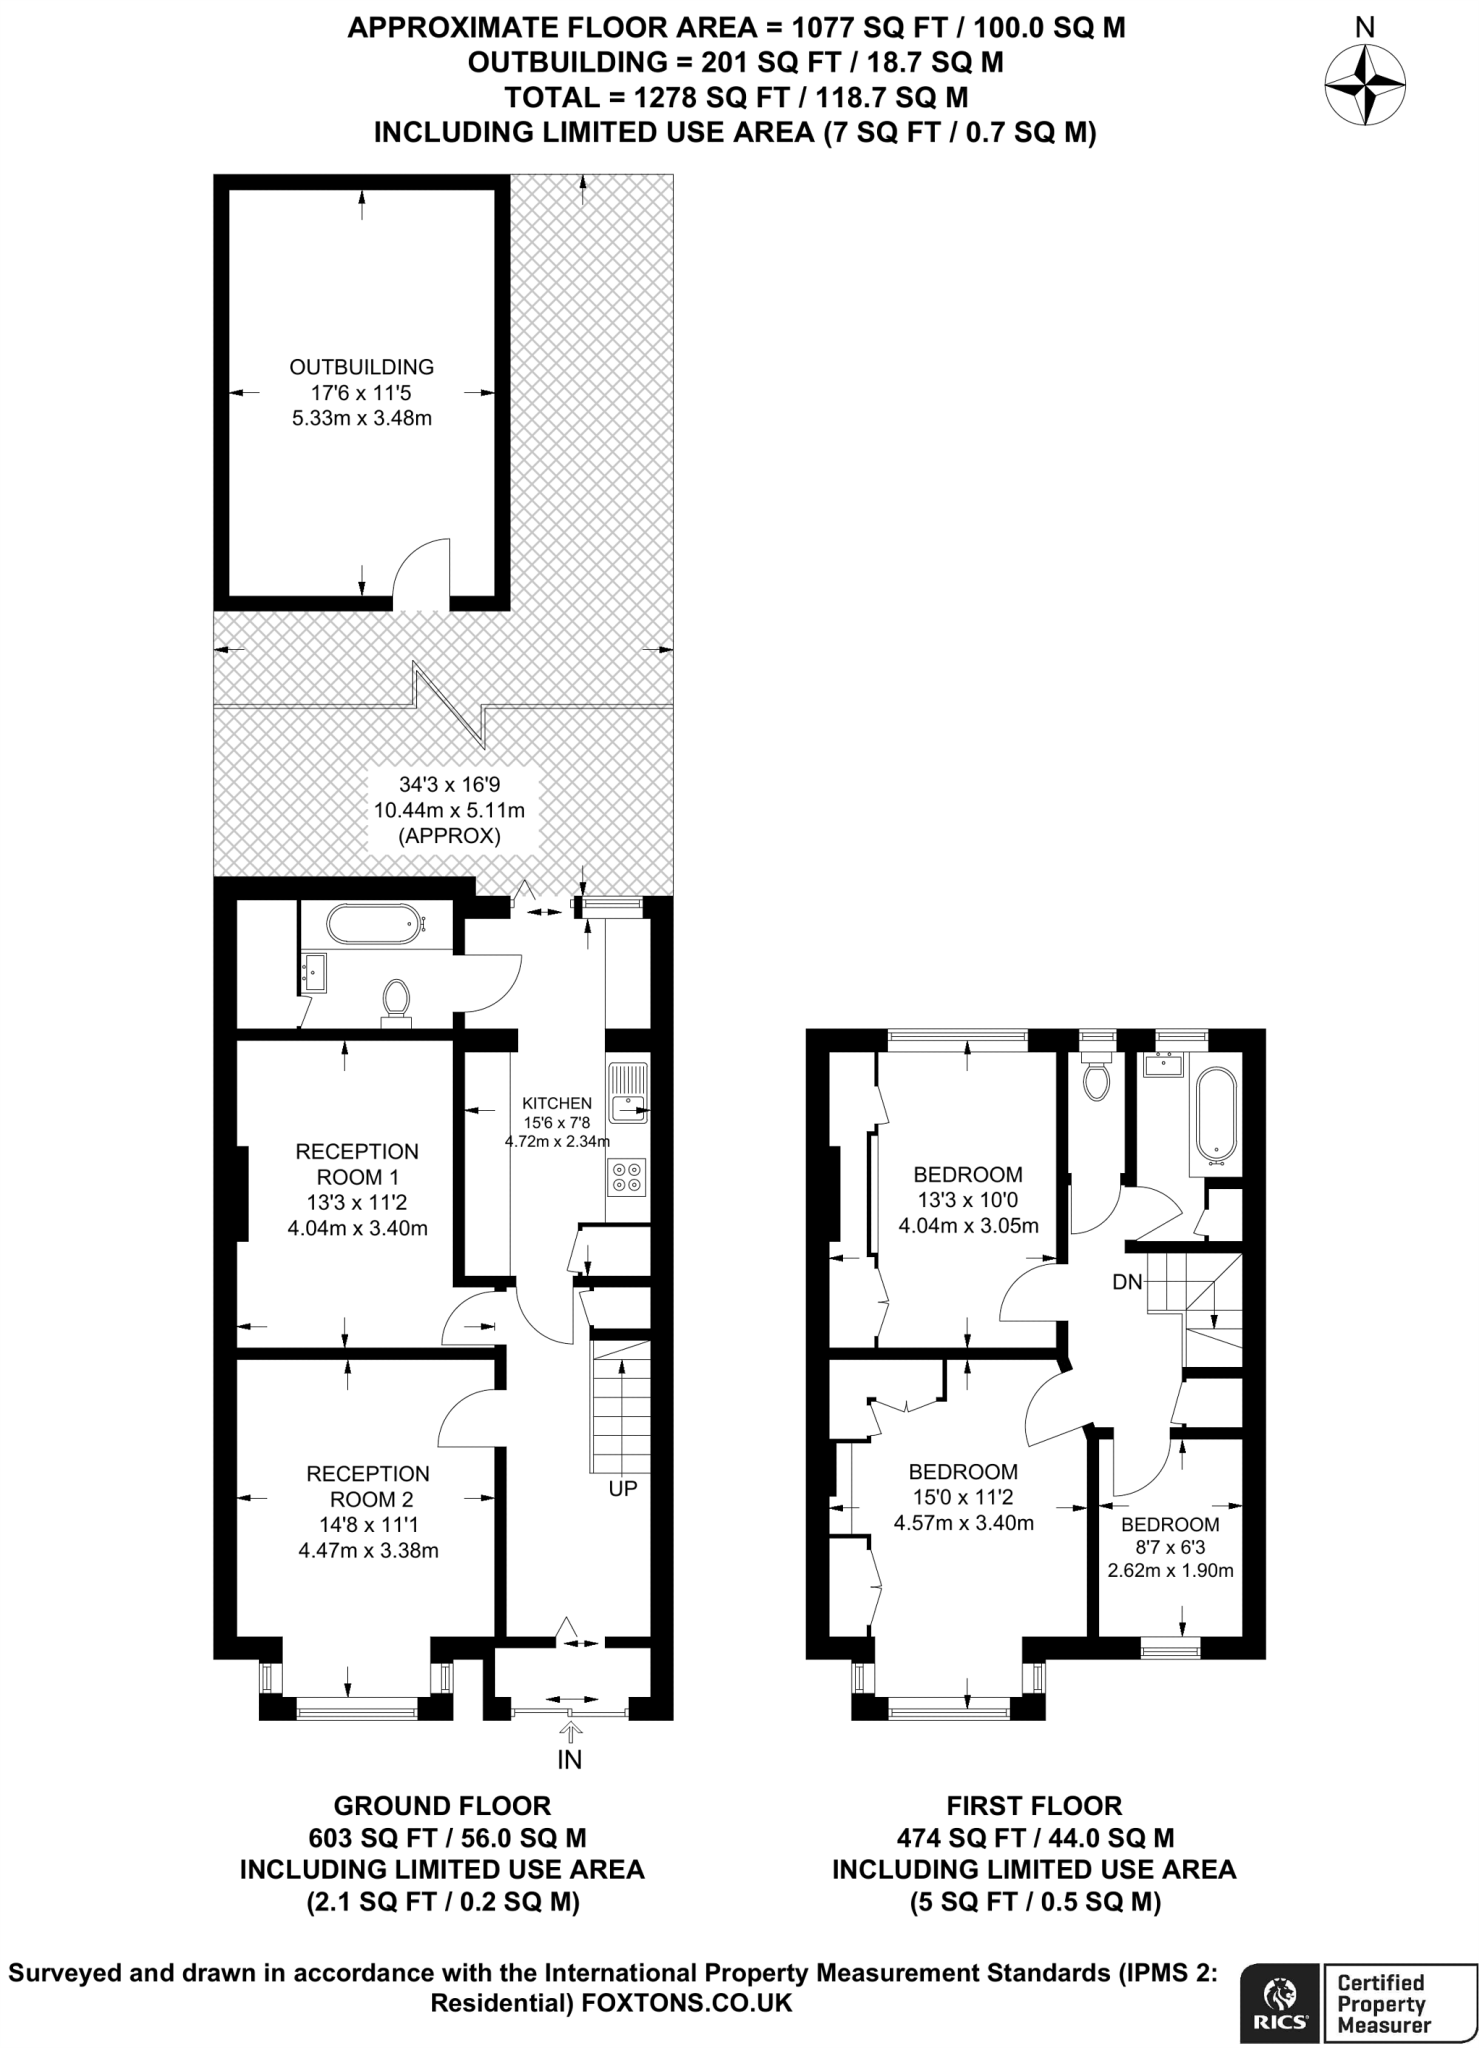 APPROXIMATE FLOOR AREA = 1077 SQ FT / 100.0 SQ M
OUTBUILDING = 201 SQ FT / 18.7 SQ M
TOTAL = 1278 SQ FT / 118.7 SQ M
INCLUDING LIMITED USE AREA (7 SQ FT / 0.7 SQ M)
N
OUTBUILDING
17'6 x 11'5
5.33m x 3.48m
34'3 x 16'9
10.44m x 5.11m
(APPROX)
KITCHEN
15'6 x 7'8
4.72m x 2.34m
RECEPTION
ROOM 1
13'3 x 11'2
4.04m x 3.40m
RECEPTION
ROOM 2
14'8 x 11'1
4.47m x 3.38m
UP
IN
BEDROOM
13'3 x 10'0
4.04m x 3.05m
DN
BEDROOM
15'0 x 11'2
4.57m x 3.40m
BEDROOM
8'7 x 6'3
2.62m x 1.90m
GROUND FLOOR
603 SQ FT / 56.0 SQ M
INCLUDING LIMITED USE AREA
(2.1 SQ FT / 0.2 SQ M)
FIRST FLOOR
474 SQ FT / 44.0 SQ M
INCLUDING LIMITED USE AREA
(5 SQ FT / 0.5 SQ M)
Surveyed and drawn in accordance with the International Property Measurement Standards (IPMS 2:
Residential) FOXTONS.CO.UK
RICS
Certified
Property
Measurer